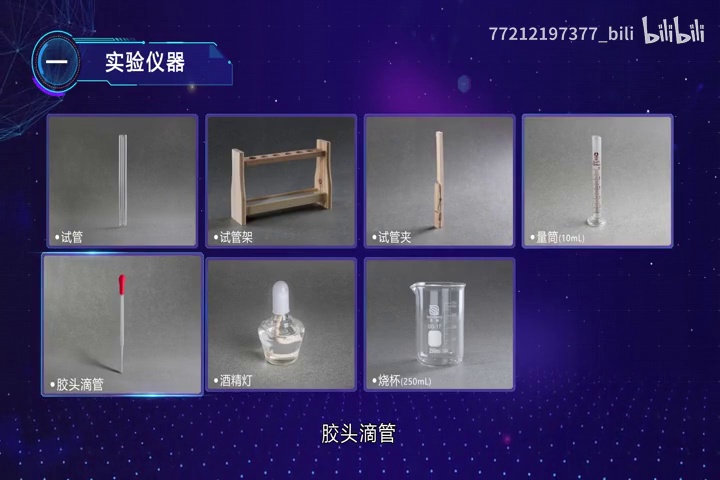 77212197377_bili bilibili
一 实验仪器
•试管
•试管架
•试管夹
•量筒(10mL)
•胶头滴管
•酒精灯
•烧杯(250mL)
胶头滴管